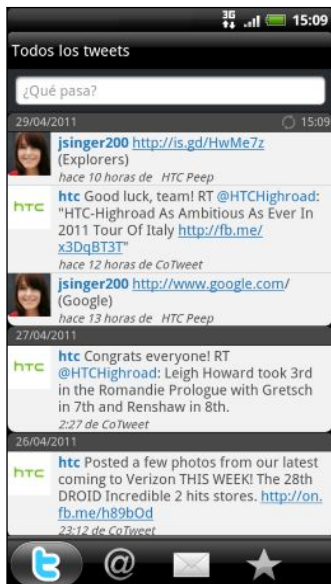 3G 15:09
Todos los tweets
¿Qué pasa?
29/04/2011 15:09
jsinger200 http://is.gd/HwMe7z
(Explorers)
hace 10 horas de HTC Peep
hTC
htc Good luck, team! RT @HTCHighroad:
"HTC-Highroad As Ambitious As Ever In
2011 Tour Of Italy http://fb.me/
x3DqBT3T"
hace 12 horas de CoTweet
jsinger200 http://www.google.com/
(Google)
hace 13 horas de HTC Peep
27/04/2011
hTC
htc Congrats everyone! RT
@HTCHighroad: Leigh Howard took 3rd
in the Romandie Prologue with Gretsch
in 7th and Renshaw in 8th.
2:27 de CoTweet
26/04/2011
hTC
htc Posted a few photos from our latest
coming to Verizon THIS WEEK! The 28th
DROID Incredible 2 hits stores. http://on.
fb.me/h89bOd
23:12 de CoTweet
@